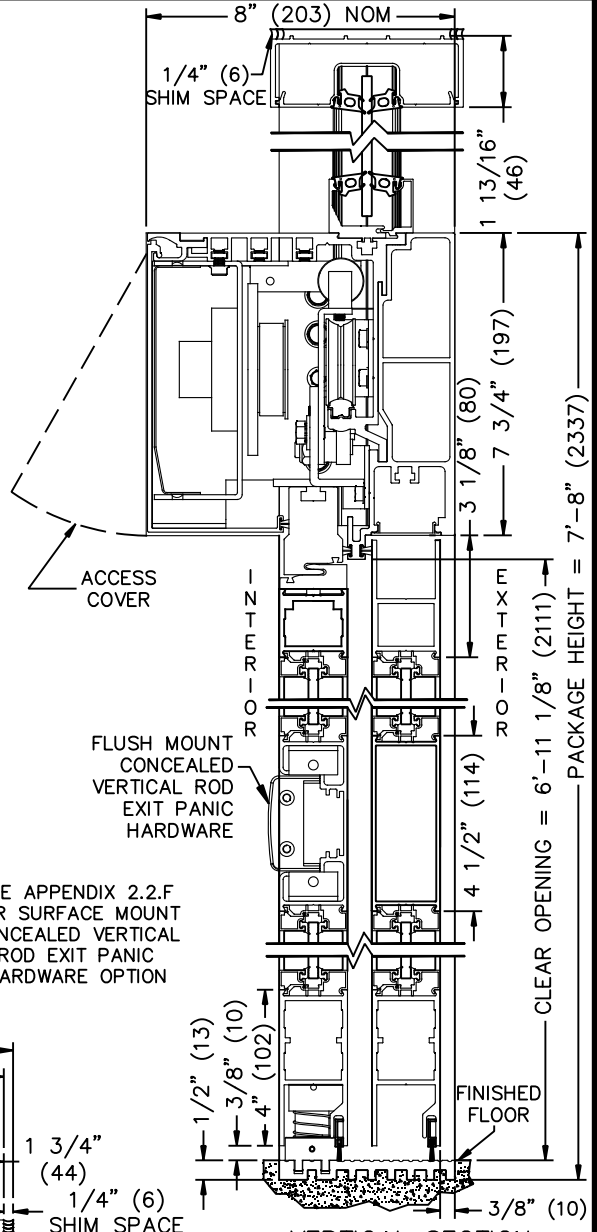 8" (203) NOM
1/4" (6)
SHIM SPACE
1 13/16"
(46)
7 3/4" (197)
3 1/8" (80)
PACKAGE HEIGHT = 7'-8" (2337)
ACCESS
COVER
INTERIOR
EXTERIOR
CLEAR OPENING = 6'-11 1/8" (2111)
FLUSH MOUNT
CONCEALED
VERTICAL ROD
EXIT PANIC
HARDWARE
4 1/2" (114)
E APPENDIX 2.2.F
R SURFACE MOUNT
NCEALED VERTICAL
ROD EXIT PANIC
ARDWARE OPTION
1/2" (13)
3/8" (10)
4" (102)
FINISHED
FLOOR
1 3/4"
(44)
1/4" (6)
SHIM SPACE
3/8" (10)
VERTICAL SECTION